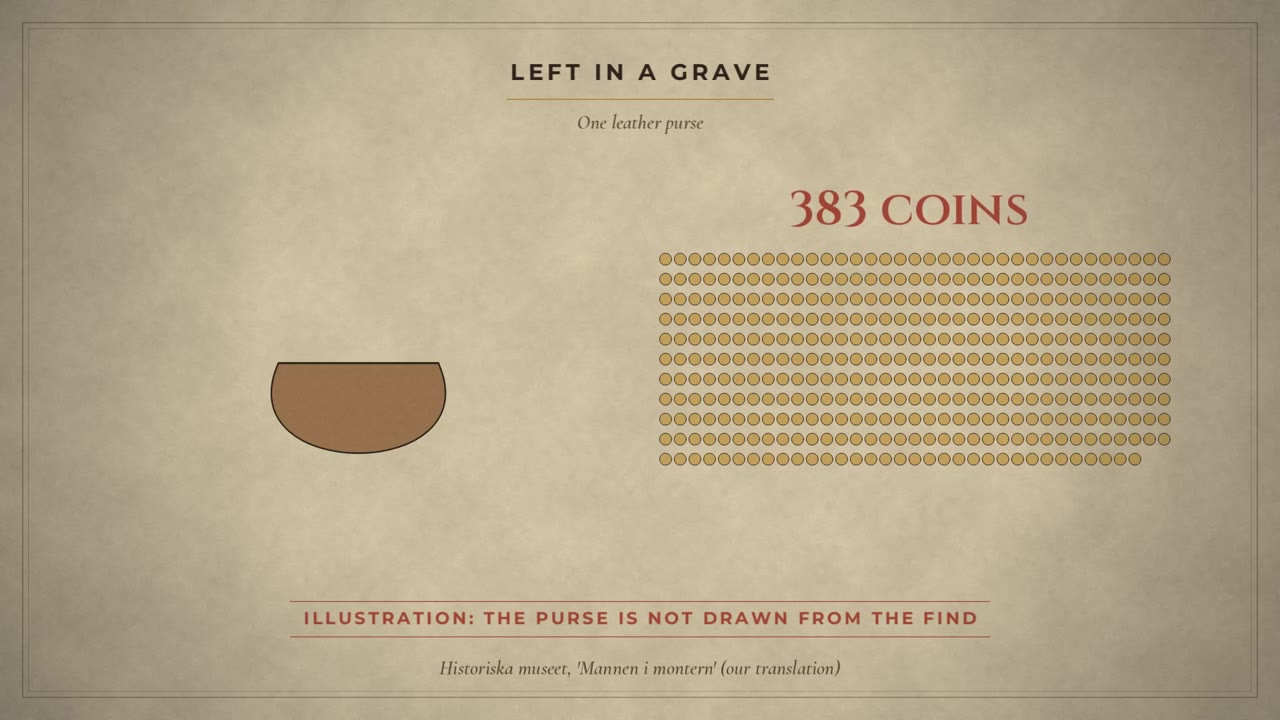 LEFT IN A GRAVE
One leather purse
383 COINS
ILLUSTRATION: THE PURSE IS NOT DRAWN FROM THE FIND
Historiska museet, 'Mannen i montern' (our translation)